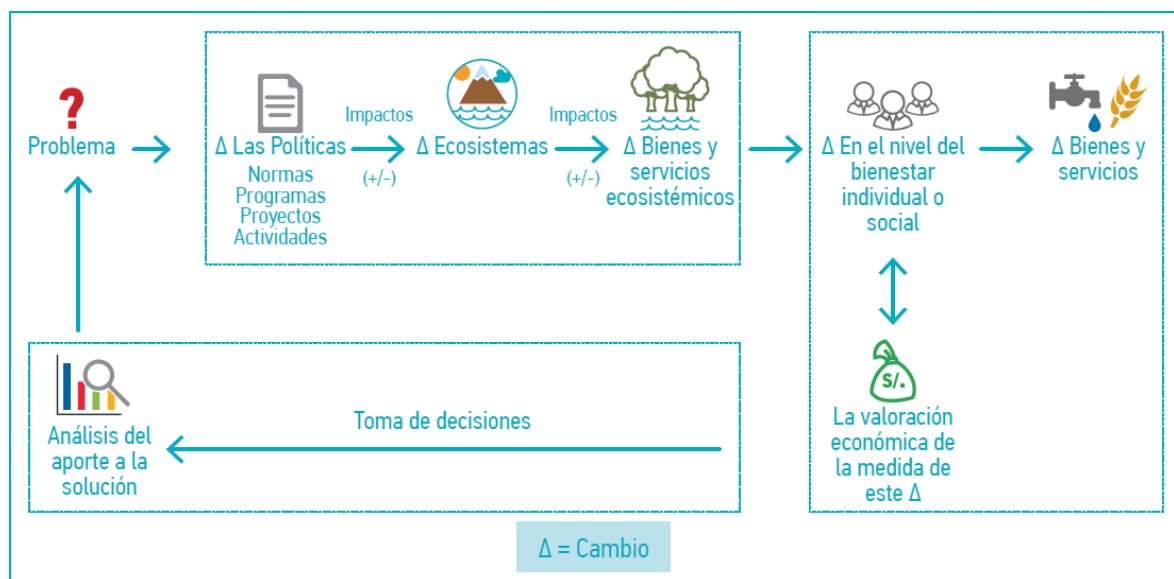 ?
Problema
Δ Las Políticas
Normas
Programas
Proyectos
Actividades
Impactos
(+/-)
Δ Ecosistemas
Impactos
(+/-)
Δ Bienes y
servicios
ecosistémicos
Δ En el nivel del
bienestar
individual o
social
Δ Bienes y
servicios
S/.
La valoración
económica de
la medida de
este Δ
Toma de decisiones
Análisis del
aporte a la
solución
Δ = Cambio